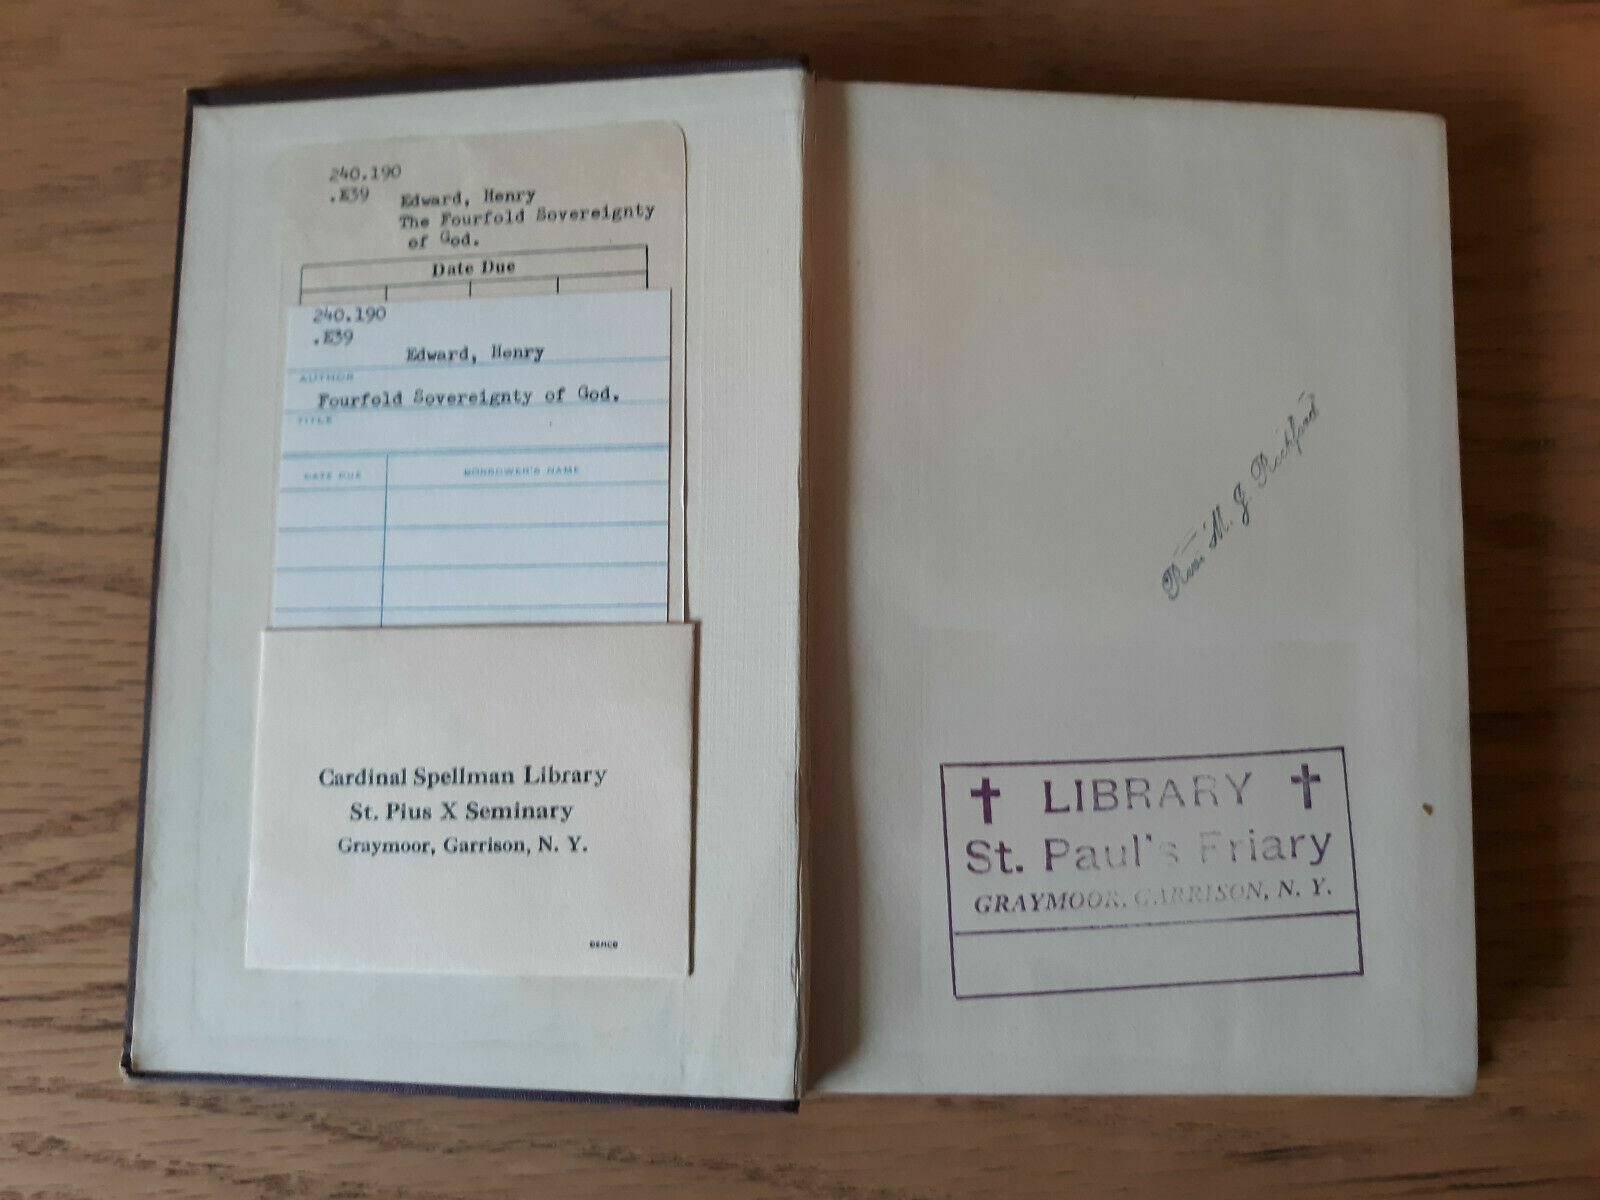 240.190
.E39
Edward, Henry
The Fourfold Sovereignty
of God.
Date Due
240.190
.E39
Edward, Henry
AUTHOR
Fourfold Sovereignty of God.
TITLE
DATE DUE
BORROWER'S NAME
Cardinal Spellman Library
St. Pius X Seminary
Graymoor, Garrison, N. Y.
DEMCO
M. J. Rochford
LIBRARY
St. Paul's Friary
GRAYMOOR, GARRISON, N. Y.